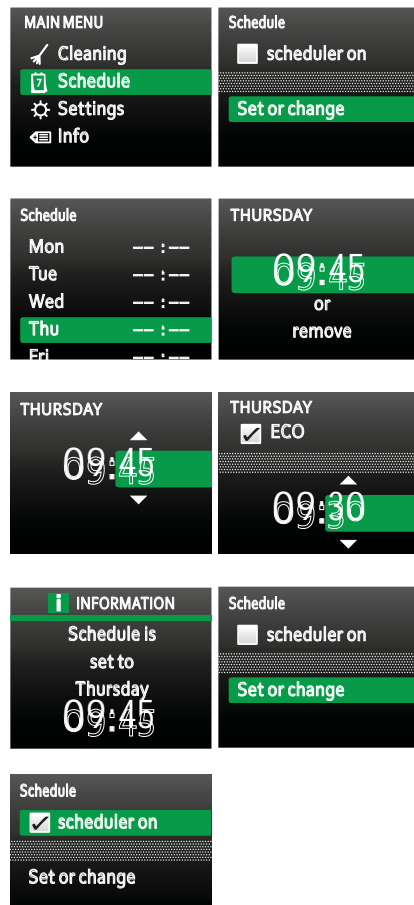 MAIN MENU
Cleaning
7 Schedule
Settings
Info
Schedule
scheduler on
Set or change
Schedule
Mon -- : --
Tue -- : --
Wed -- : --
Thu -- : --
Fri -- : --
THURSDAY
09:45
or
remove
THURSDAY
09:45
THURSDAY
ECO
09:30
i INFORMATION
Schedule is
set to
Thursday
09:45
Schedule
scheduler on
Set or change
Schedule
scheduler on
Set or change